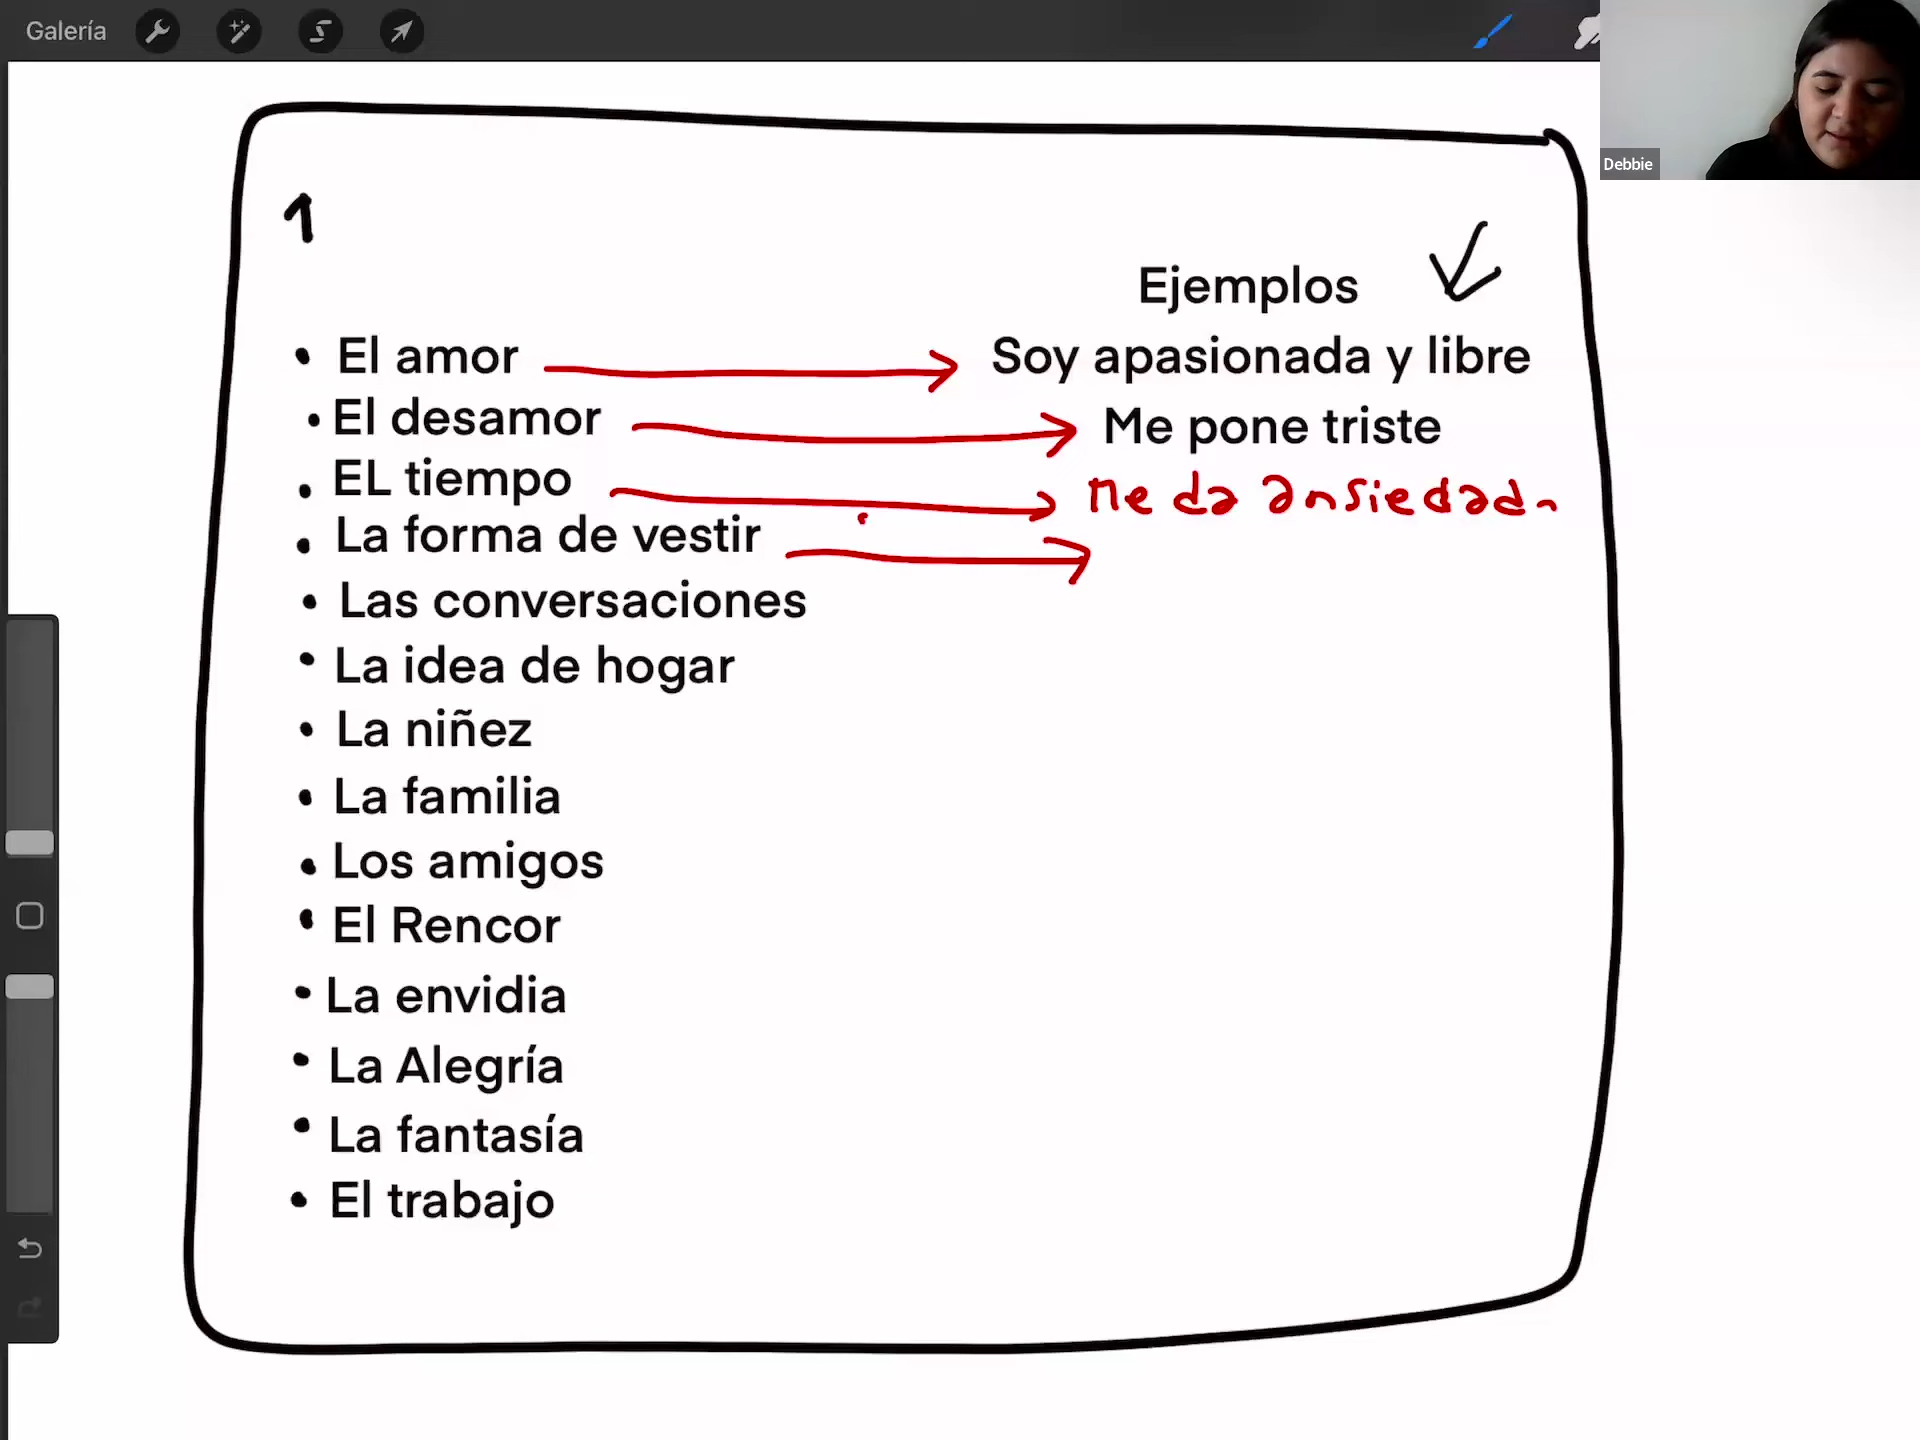 Galería
Debbie
1
Ejemplos
El amor Soy apasionada y libre
El desamor Me pone triste
EL tiempo Me da ansiedad
La forma de vestir
Las conversaciones
La idea de hogar
La niñez
La familia
Los amigos
El Rencor
La envidia
La Alegría
La fantasía
El trabajo